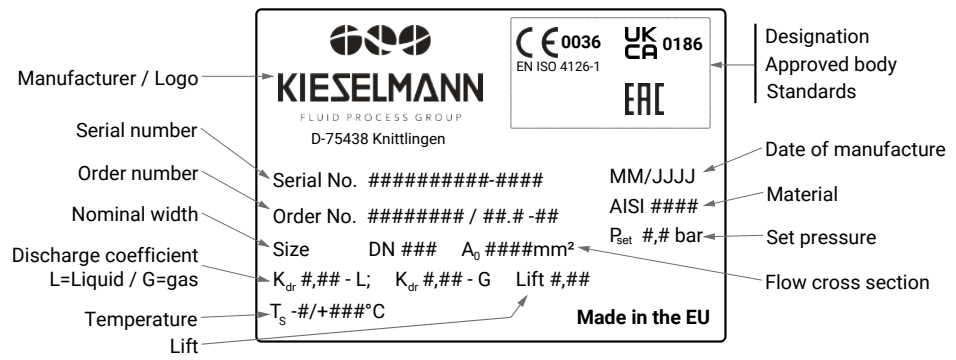 Manufacturer / Logo
Serial number
Order number
Nominal width
Discharge coefficient
L=Liquid / G=gas
Temperature
Lift
KIESELMANN
FLUID PROCESS GROUP
D-75438 Knittlingen
CE 0036
EN ISO 4126-1
UK
CA 0186
EAC
Serial No. ##########-####
Order No. ######## / ##.# -##
Size DN ### A₀ ####mm²
Kdr #,## - L; Kdr #,## - G Lift #,##
Ts -#/+###°C
MM/JJJJ
AISI ####
Pset #,# bar
Made in the EU
Designation
Approved body
Standards
Date of manufacture
Material
Set pressure
Flow cross section